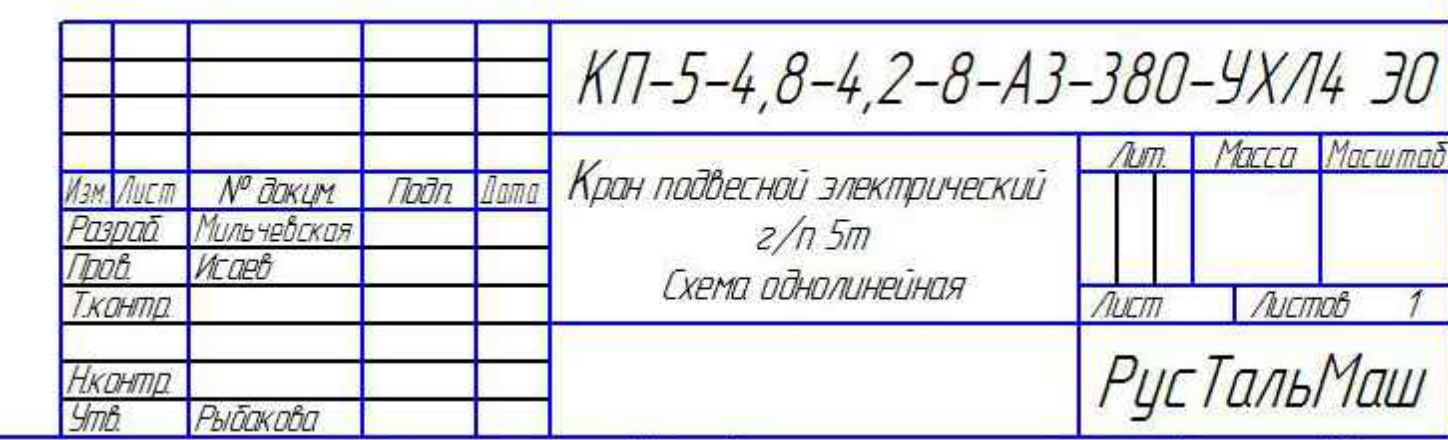 КП-5-4,8-4,2-8-А3-380-УХЛ4 ЭО
Изм. Лист № докум. Подп. Дата
Разраб. Мильчевская
Пров. Исаев
Т.контр.
Н.контр.
Утв. Рыбакова
Кран подвесной электрический
г/п 5т
Схема однолинейная
Лит. Масса Масштаб
Лист Листов 1
РусТальМаш